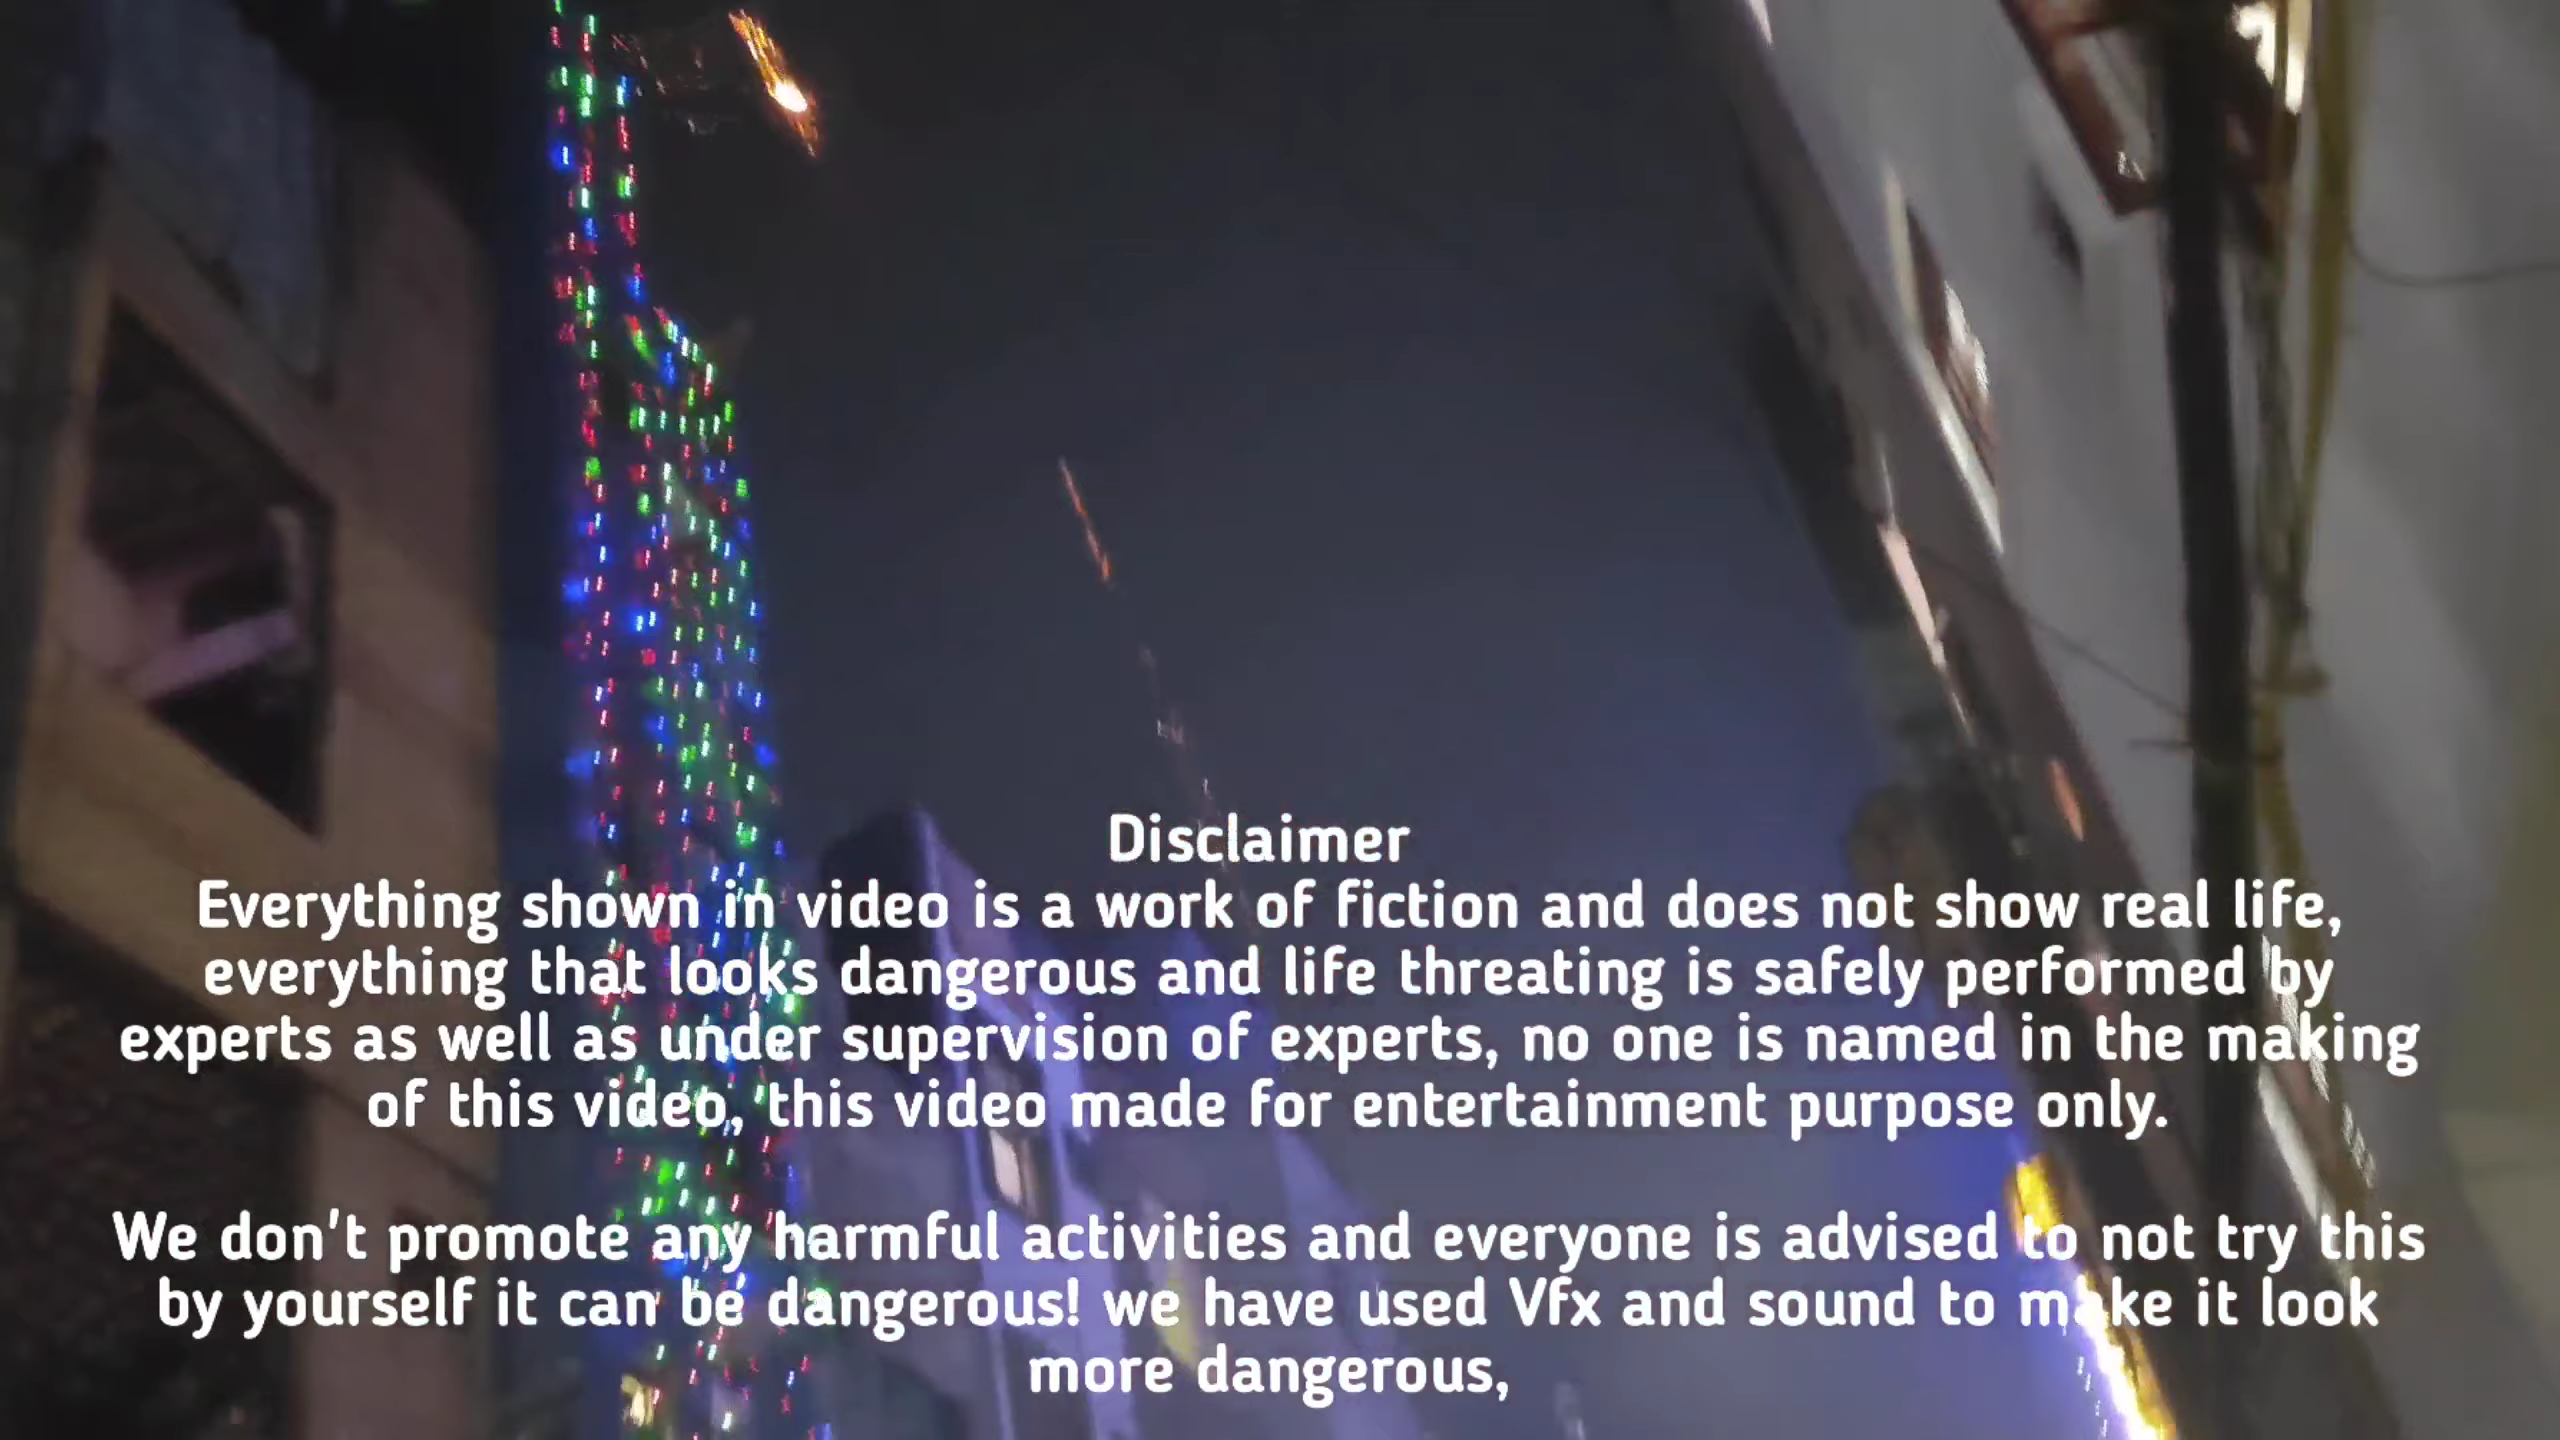 Disclaimer
Everything shown in video is a work of fiction and does not show real life,
everything that looks dangerous and life threating is safely performed by
experts as well as under supervision of experts, no one is named in the making
of this video, this video made for entertainment purpose only.
We don't promote any harmful activities and everyone is advised to not try this
by yourself it can be dangerous! we have used Vfx and sound to make it look
more dangerous,